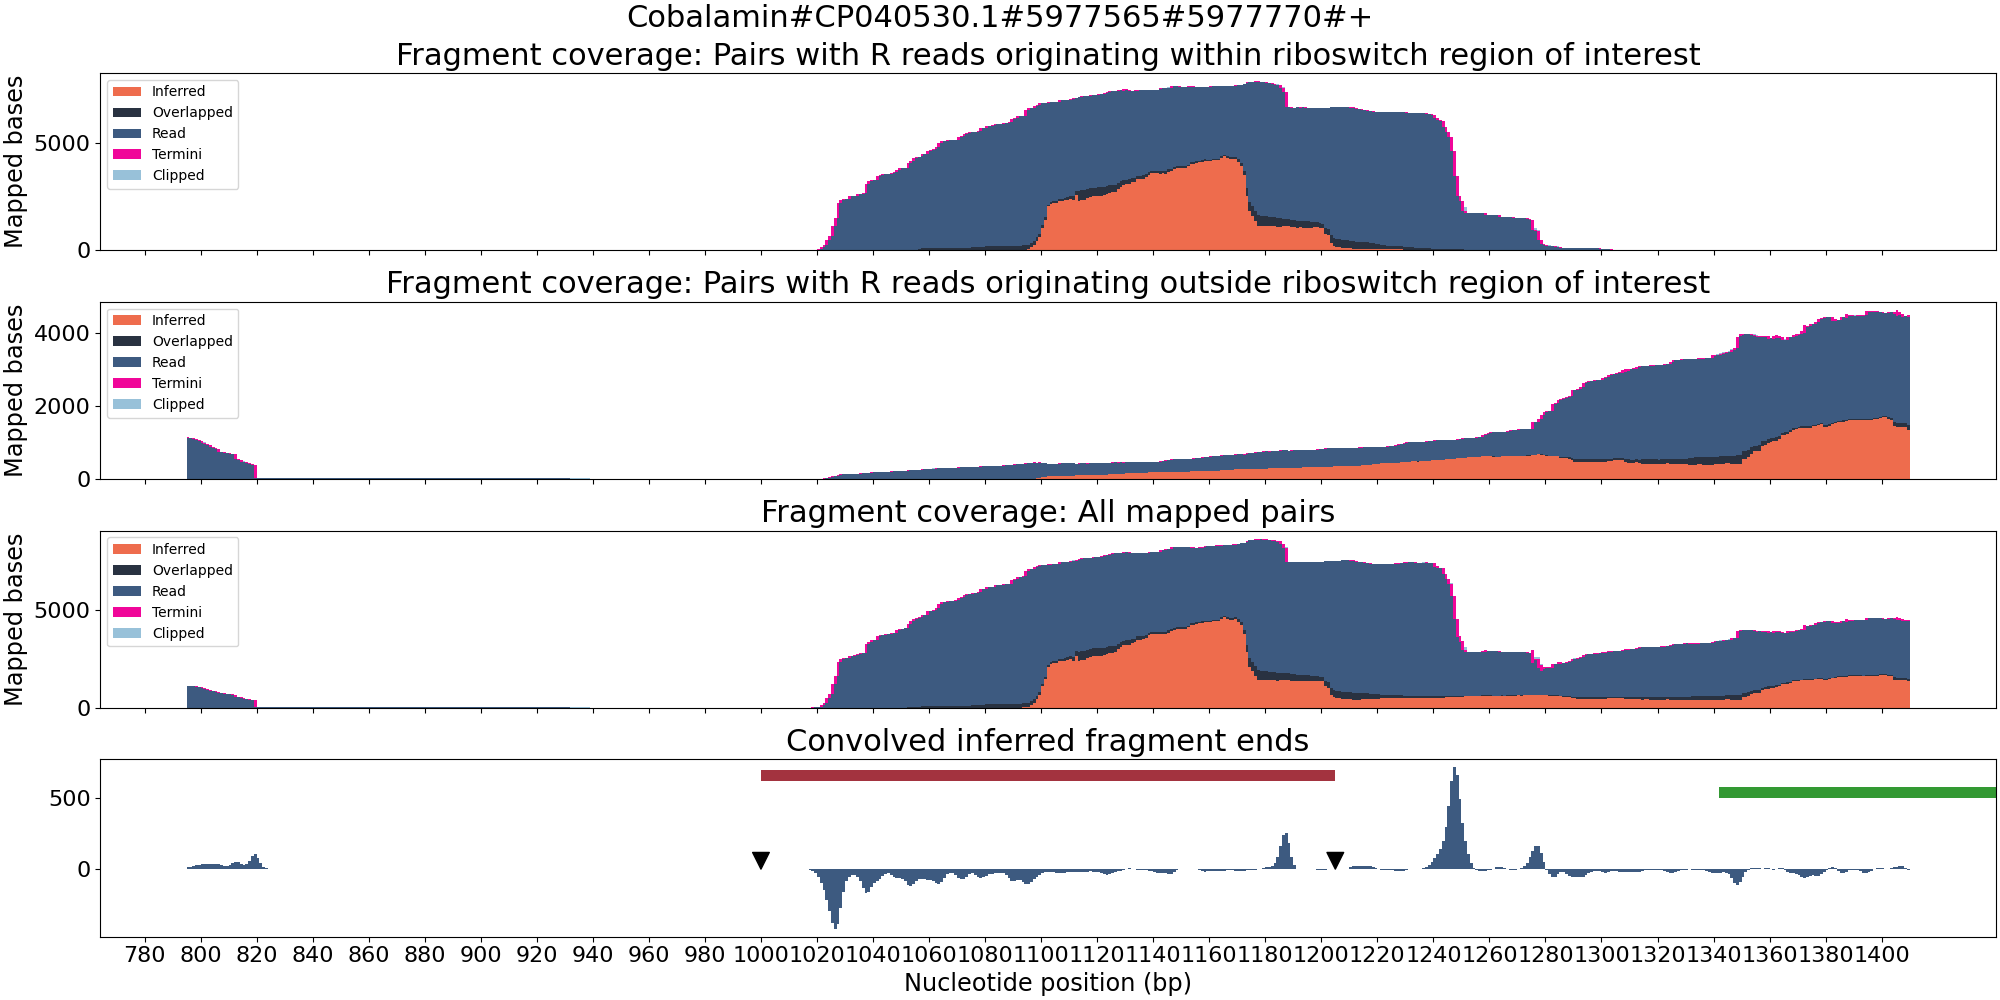 Cobalamin#CP040530.1#5977565#5977770#+
Fragment coverage: Pairs with R reads originating within riboswitch region of interest
Mapped bases
5000
0
Inferred
Overlapped
Read
Termini
Clipped
Fragment coverage: Pairs with R reads originating outside riboswitch region of interest
Mapped bases
4000
2000
0
Inferred
Overlapped
Read
Termini
Clipped
Fragment coverage: All mapped pairs
Mapped bases
5000
0
Inferred
Overlapped
Read
Termini
Clipped
Convolved inferred fragment ends
500
0
780 800 820 840 860 880 900 920 940 960 980 1000 1020 1040 1060 1080 1100 1120 1140 1160 1180 1200 1220 1240 1260 1280 1300 1320 1340 1360 1380 1400
Nucleotide position (bp)